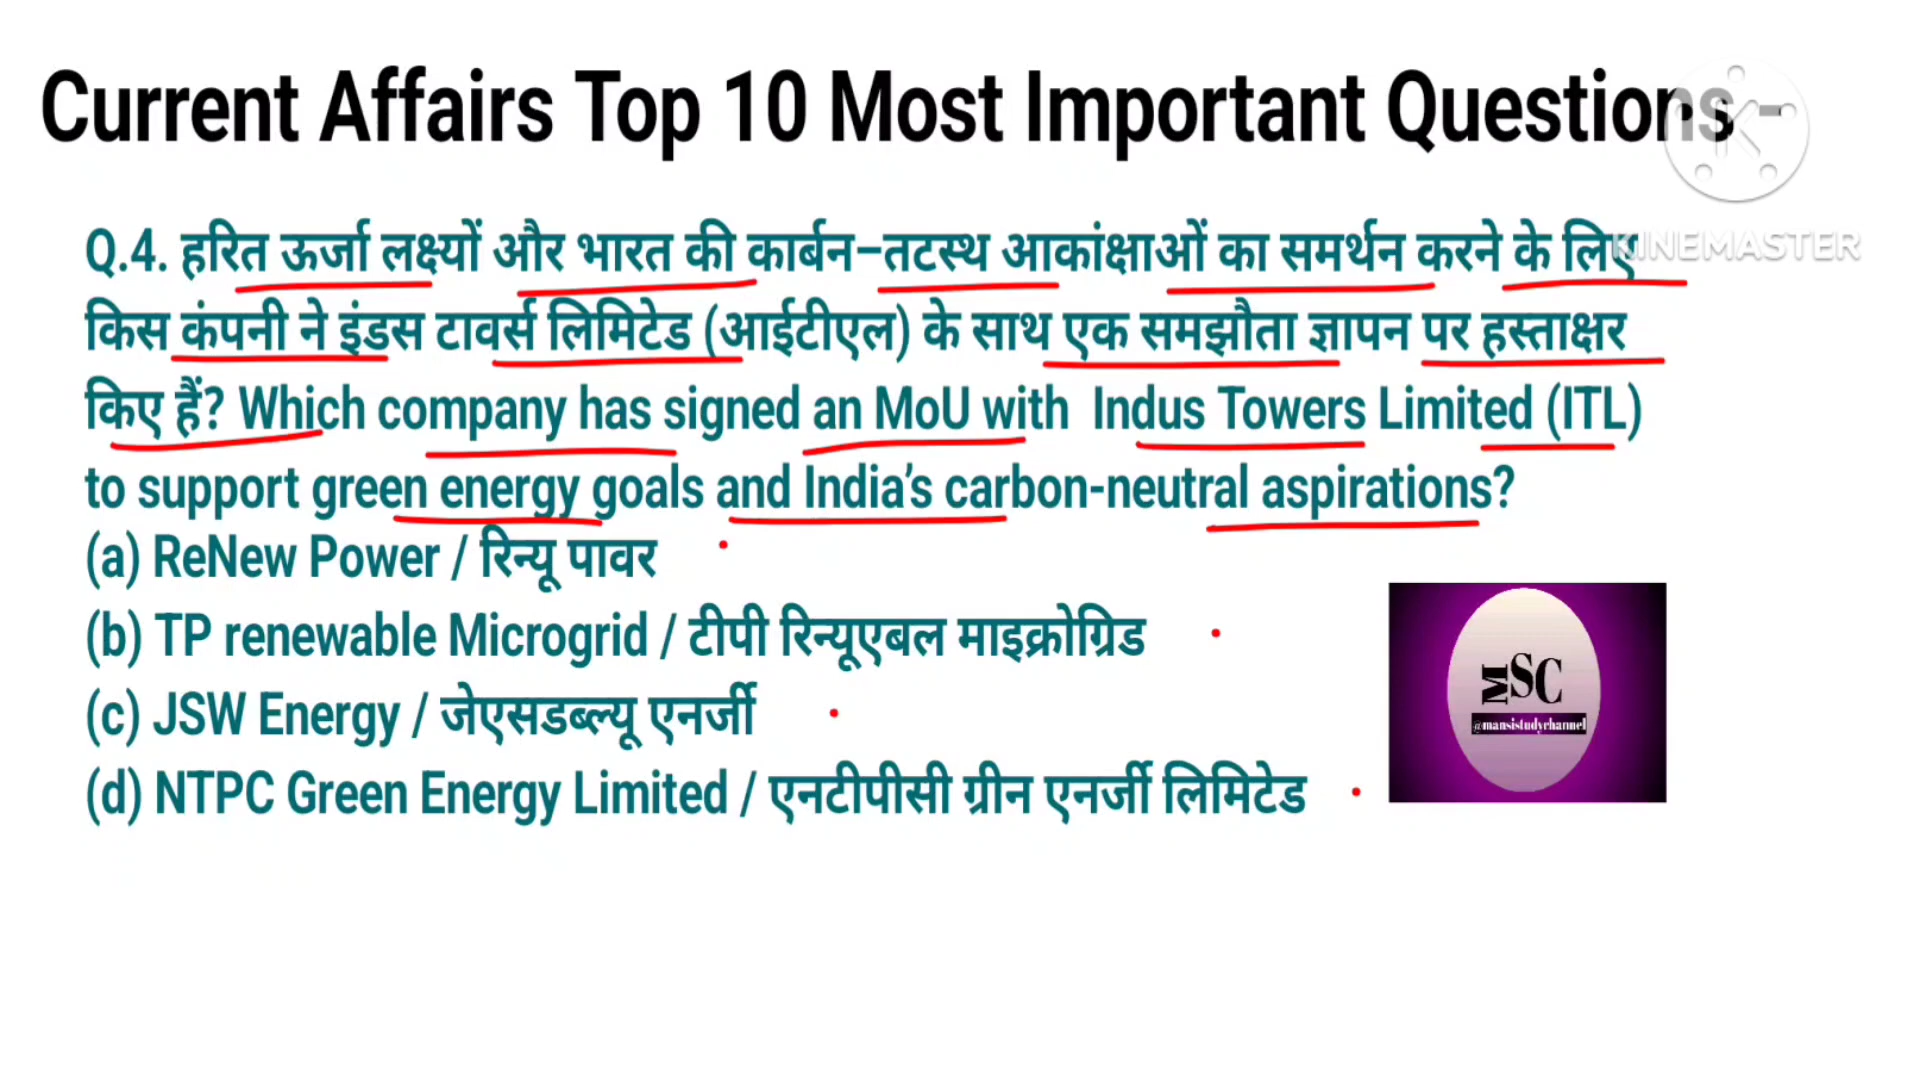 Current Affairs Top 10 Most Important Questions -
KINEMASTER
Q.4. हरित ऊर्जा लक्ष्यों और भारत की कार्बन–तटस्थ आकांक्षाओं का समर्थन करने के लिए
किस कंपनी ने इंडस टावर्स लिमिटेड (आईटीएल) के साथ एक समझौता ज्ञापन पर हस्ताक्षर
किए हैं? Which company has signed an MoU with Indus Towers Limited (ITL)
to support green energy goals and India's carbon-neutral aspirations?
(a) ReNew Power / रिन्यू पावर
(b) TP renewable Microgrid / टीपी रिन्यूएबल माइक्रोग्रिड
(c) JSW Energy / जेएसडब्ल्यू एनर्जी
(d) NTPC Green Energy Limited / एनटीपीसी ग्रीन एनर्जी लिमिटेड
MSC
@mansistudychannel